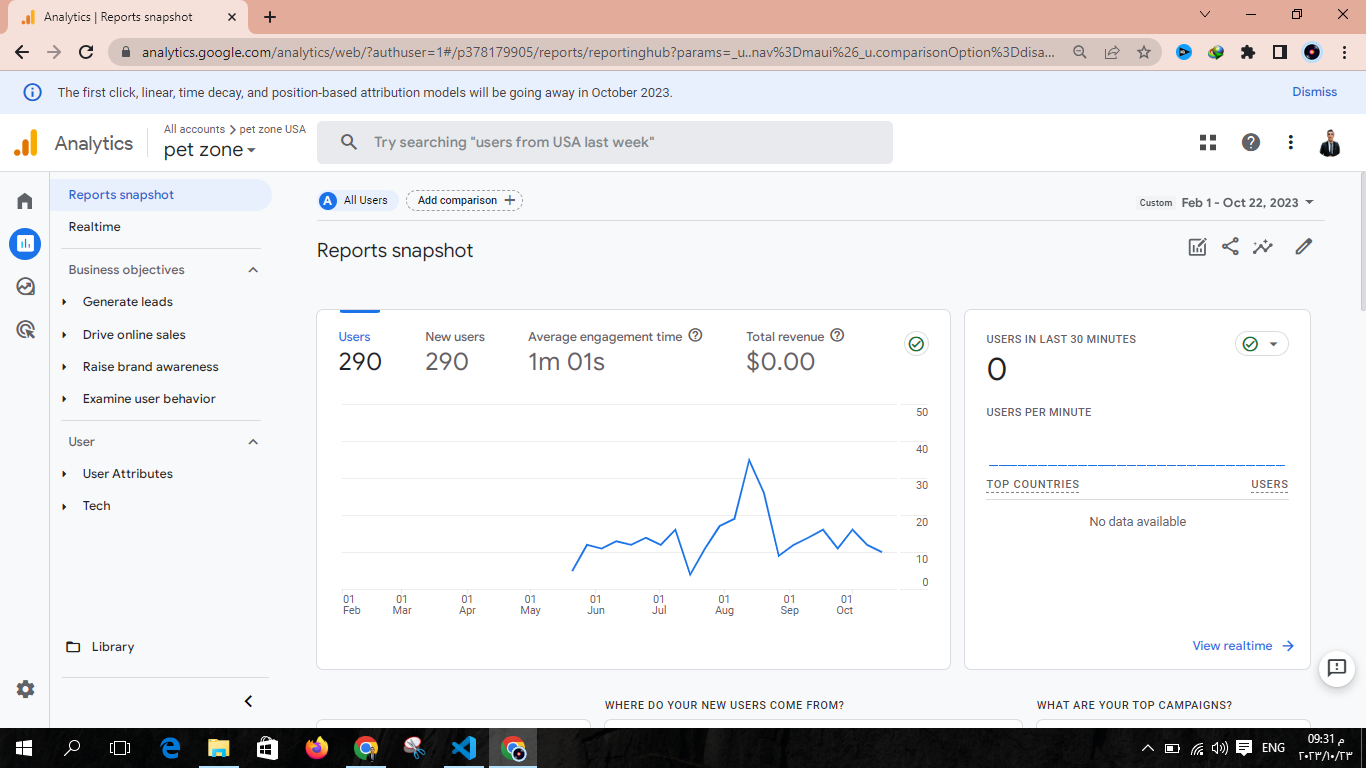 Analytics | Reports snapshot
analytics.google.com/analytics/web/?authuser=1#/p378179905/reports/reportinghub?params=_u..nav%3Dmaui%26_u.comparisonOption%3Ddisa...
The first click, linear, time decay, and position-based attribution models will be going away in October 2023.
Dismiss
Analytics
All accounts > pet zone USA
pet zone
Try searching "users from USA last week"
Reports snapshot
Realtime
Business objectives
Generate leads
Drive online sales
Raise brand awareness
Examine user behavior
User
User Attributes
Tech
Library
A All Users
Add comparison +
Custom Feb 1 - Oct 22, 2023
Reports snapshot
Users
290
New users
290
Average engagement time
1m 01s
Total revenue
$0.00
50
40
30
20
10
0
01 Feb
01 Mar
01 Apr
01 May
01 Jun
01 Jul
01 Aug
01 Sep
01 Oct
USERS IN LAST 30 MINUTES
0
USERS PER MINUTE
TOP COUNTRIES USERS
No data available
View realtime
WHERE DO YOUR NEW USERS COME FROM?
WHAT ARE YOUR TOP CAMPAIGNS?
ENG
09:31 م
٢٠٢٣/١٠/٢٣